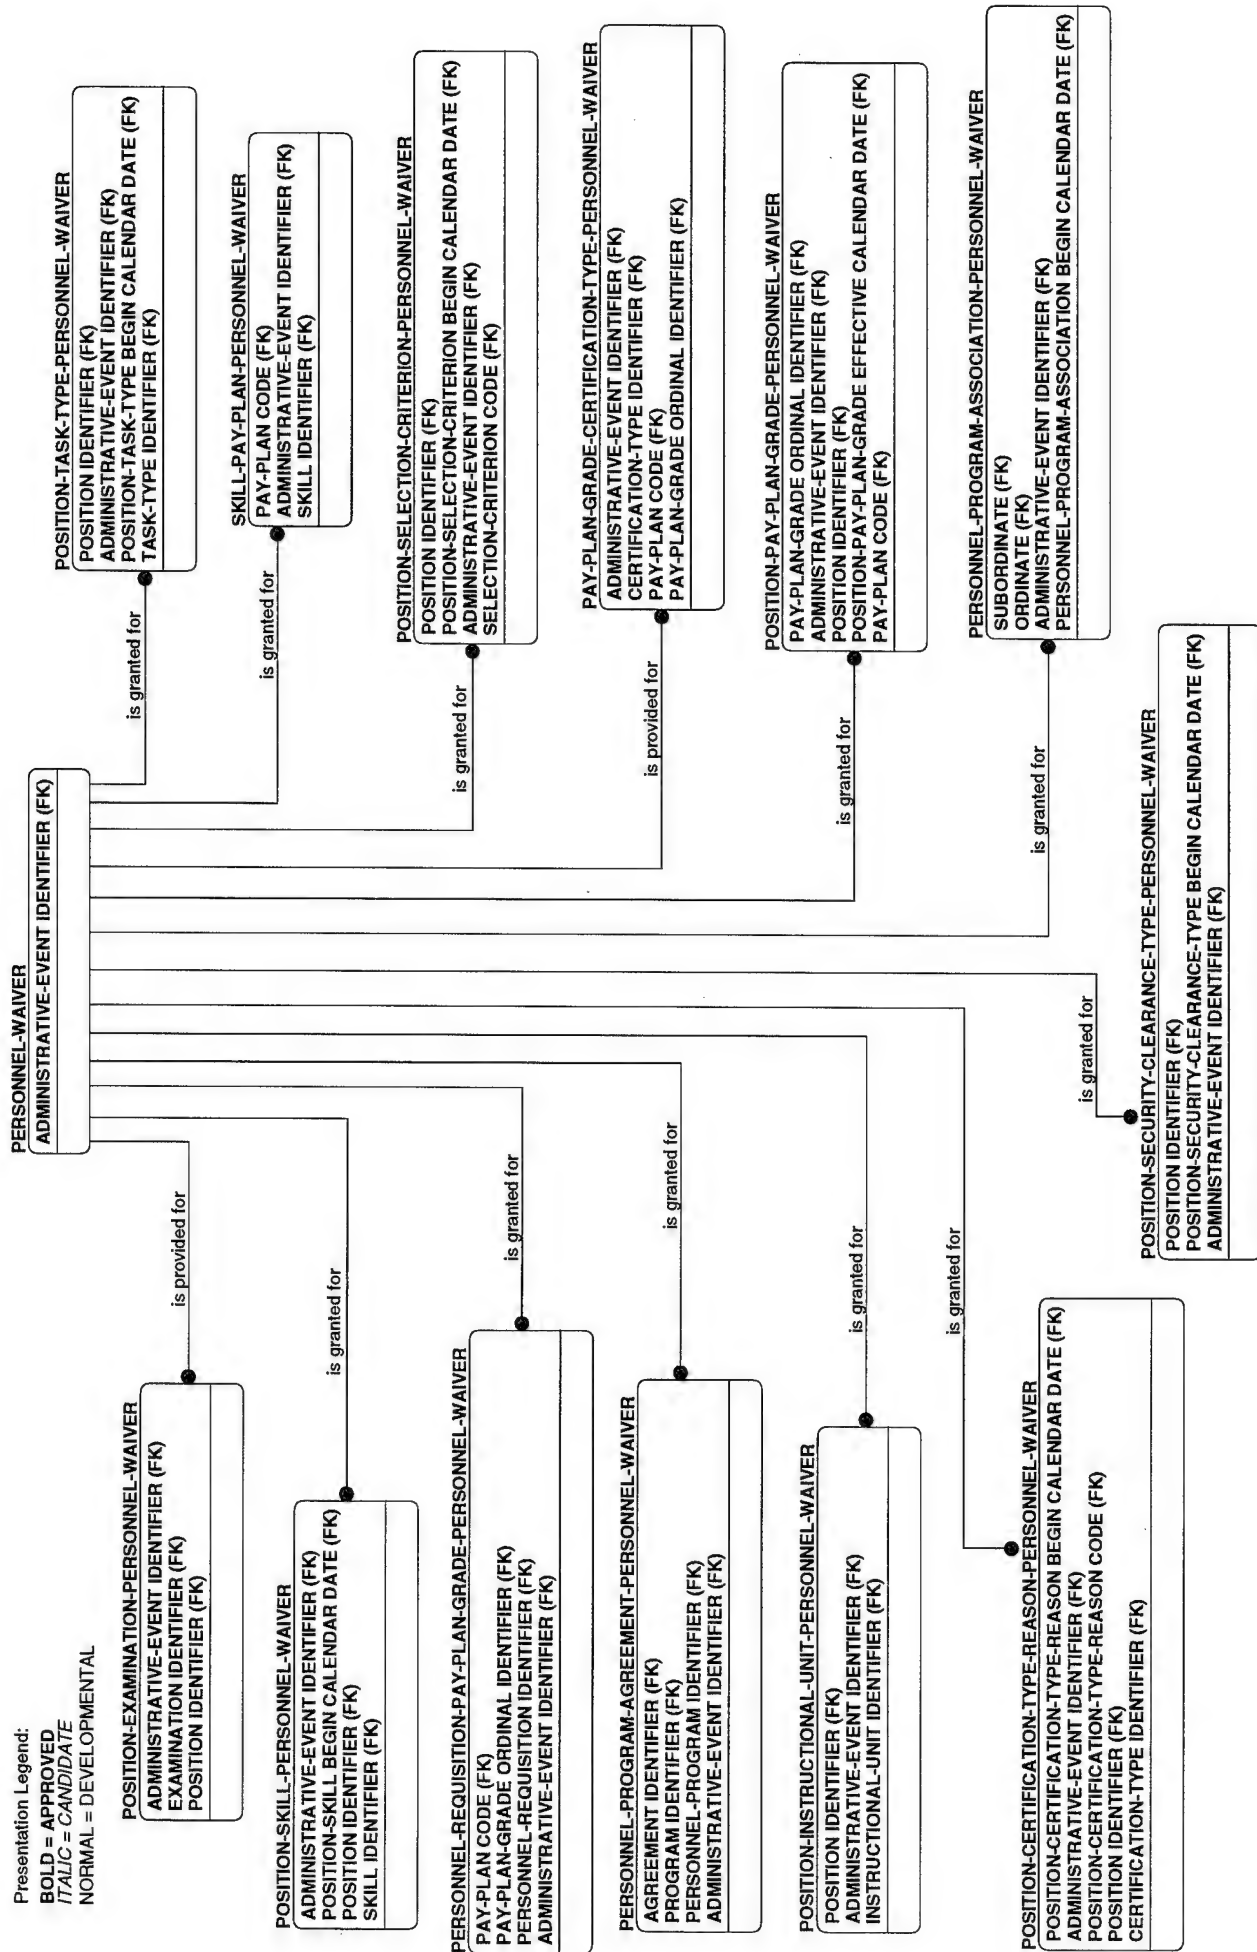 Presentation Legend:
BOLD = APPROVED
ITALIC = CANDIDATE
NORMAL = DEVELOPMENTAL
PERSONNEL-WAIVER
ADMINISTRATIVE-EVENT IDENTIFIER (FK)
POSITION-EXAMINATION-PERSONNEL-WAIVER
ADMINISTRATIVE-EVENT IDENTIFIER (FK)
EXAMINATION IDENTIFIER (FK)
POSITION IDENTIFIER (FK)
is provided for
POSITION-SKILL-PERSONNEL-WAIVER
ADMINISTRATIVE-EVENT IDENTIFIER (FK)
POSITION-SKILL BEGIN CALENDAR DATE (FK)
POSITION IDENTIFIER (FK)
SKILL IDENTIFIER (FK)
is granted for
PERSONNEL-REQUISITION-PAY-PLAN-GRADE-PERSONNEL-WAIVER
PAY-PLAN CODE (FK)
PAY-PLAN-GRADE ORDINAL IDENTIFIER (FK)
PERSONNEL-REQUISITION IDENTIFIER (FK)
ADMINISTRATIVE-EVENT IDENTIFIER (FK)
is granted for
PERSONNEL-PROGRAM-AGREEMENT-PERSONNEL-WAIVER
AGREEMENT IDENTIFIER (FK)
PROGRAM IDENTIFIER (FK)
PERSONNEL-PROGRAM IDENTIFIER (FK)
ADMINISTRATIVE-EVENT IDENTIFIER (FK)
is granted for
POSITION-INSTRUCTIONAL-UNIT-PERSONNEL-WAIVER
POSITION IDENTIFIER (FK)
ADMINISTRATIVE-EVENT IDENTIFIER (FK)
INSTRUCTIONAL-UNIT IDENTIFIER (FK)
is granted for
POSITION-CERTIFICATION-TYPE-REASON-PERSONNEL-WAIVER
POSITION-CERTIFICATION-TYPE-REASON BEGIN CALENDAR DATE (FK)
ADMINISTRATIVE-EVENT IDENTIFIER (FK)
POSITION-CERTIFICATION-TYPE-REASON CODE (FK)
POSITION IDENTIFIER (FK)
CERTIFICATION-TYPE IDENTIFIER (FK)
is granted for
POSITION-SECURITY-CLEARANCE-TYPE-PERSONNEL-WAIVER
POSITION IDENTIFIER (FK)
POSITION-SECURITY-CLEARANCE-TYPE BEGIN CALENDAR DATE (FK)
ADMINISTRATIVE-EVENT IDENTIFIER (FK)
is granted for
POSITION-TASK-TYPE-PERSONNEL-WAIVER
POSITION IDENTIFIER (FK)
ADMINISTRATIVE-EVENT IDENTIFIER (FK)
POSITION-TASK-TYPE BEGIN CALENDAR DATE (FK)
TASK-TYPE IDENTIFIER (FK)
is granted for
SKILL-PAY-PLAN-PERSONNEL-WAIVER
PAY-PLAN CODE (FK)
ADMINISTRATIVE-EVENT IDENTIFIER (FK)
SKILL IDENTIFIER (FK)
is granted for
POSITION-SELECTION-CRITERION-PERSONNEL-WAIVER
POSITION IDENTIFIER (FK)
POSITION-SELECTION-CRITERION BEGIN CALENDAR DATE (FK)
ADMINISTRATIVE-EVENT IDENTIFIER (FK)
SELECTION-CRITERION CODE (FK)
is granted for
PAY-PLAN-GRADE-CERTIFICATION-TYPE-PERSONNEL-WAIVER
ADMINISTRATIVE-EVENT IDENTIFIER (FK)
CERTIFICATION-TYPE IDENTIFIER (FK)
PAY-PLAN CODE (FK)
PAY-PLAN-GRADE ORDINAL IDENTIFIER (FK)
is provided for
POSITION-PAY-PLAN-GRADE-PERSONNEL-WAIVER
PAY-PLAN-GRADE ORDINAL IDENTIFIER (FK)
ADMINISTRATIVE-EVENT IDENTIFIER (FK)
POSITION IDENTIFIER (FK)
POSITION-PAY-PLAN-GRADE EFFECTIVE CALENDAR DATE (FK)
PAY-PLAN CODE (FK)
is granted for
PERSONNEL-PROGRAM-ASSOCIATION-PERSONNEL-WAIVER
SUBORDINATE (FK)
ORDINATE (FK)
ADMINISTRATIVE-EVENT IDENTIFIER (FK)
PERSONNEL-PROGRAM-ASSOCIATION BEGIN CALENDAR DATE (FK)
is granted for